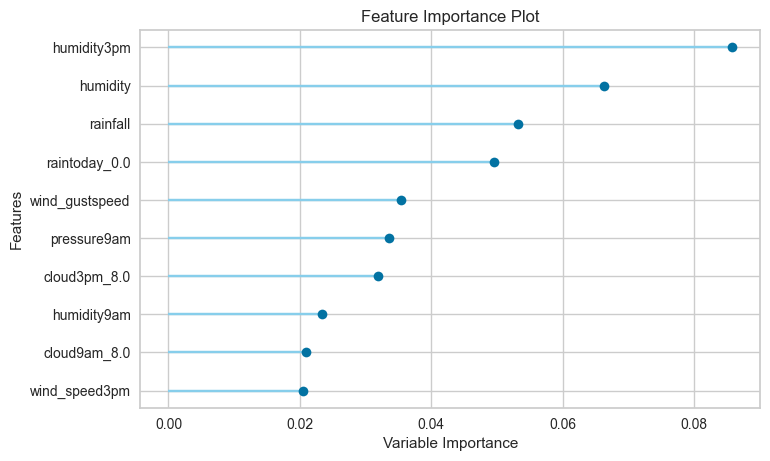 Feature Importance Plot
Features
humidity3pm
humidity
rainfall
raintoday_0.0
wind_gustspeed
pressure9am
cloud3pm_8.0
humidity9am
cloud9am_8.0
wind_speed3pm
0.00 0.02 0.04 0.06 0.08
Variable Importance